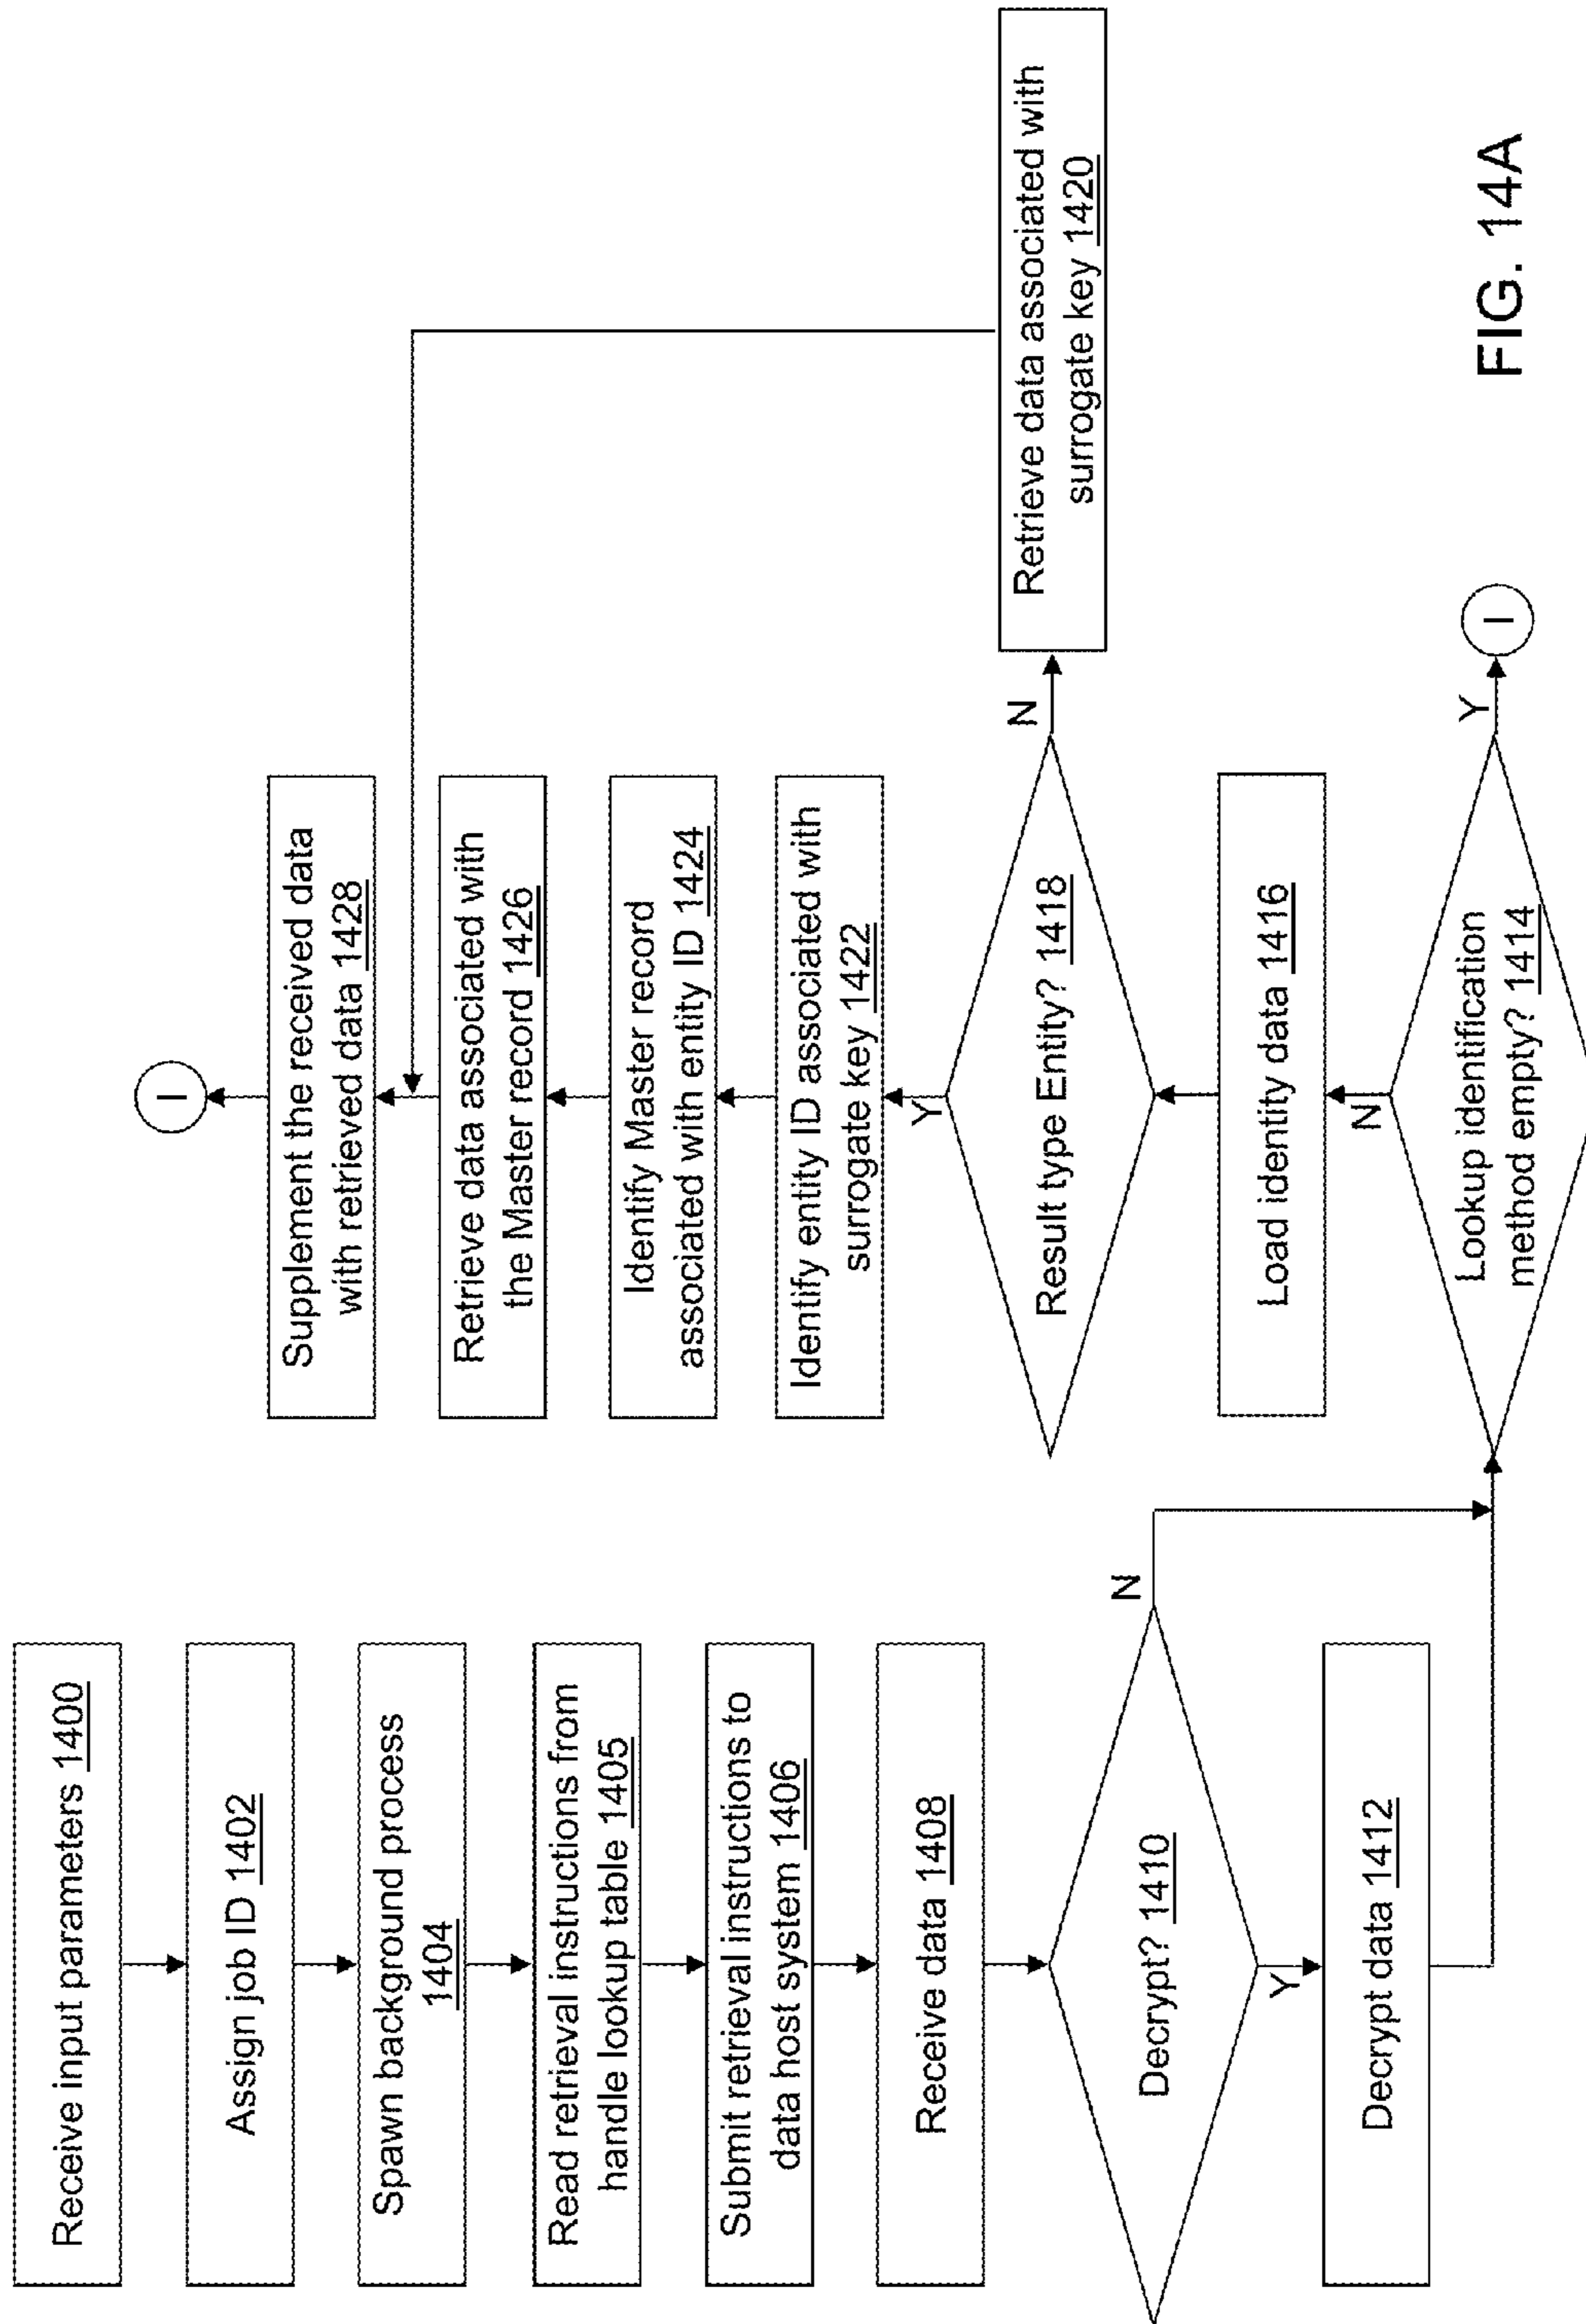 Receive input parameters 1400
Assign job ID 1402
Spawn background process
1404
Read retrieval instructions from
handle lookup table 1405
Submit retrieval instructions to
data host system 1406
Receive data 1408
Decrypt? 1410
N
Y
Decrypt data 1412
Lookup identification
method empty? 1414
Y
I
N
Load identity data 1416
Result type Entity? 1418
N
Retrieve data associated with
surrogate key 1420
Y
Identify entity ID associated with
surrogate key 1422
Identify Master record
associated with entity ID 1424
Retrieve data associated with
the Master record 1426
Supplement the received data
with retrieved data 1428
I
FIG. 14A